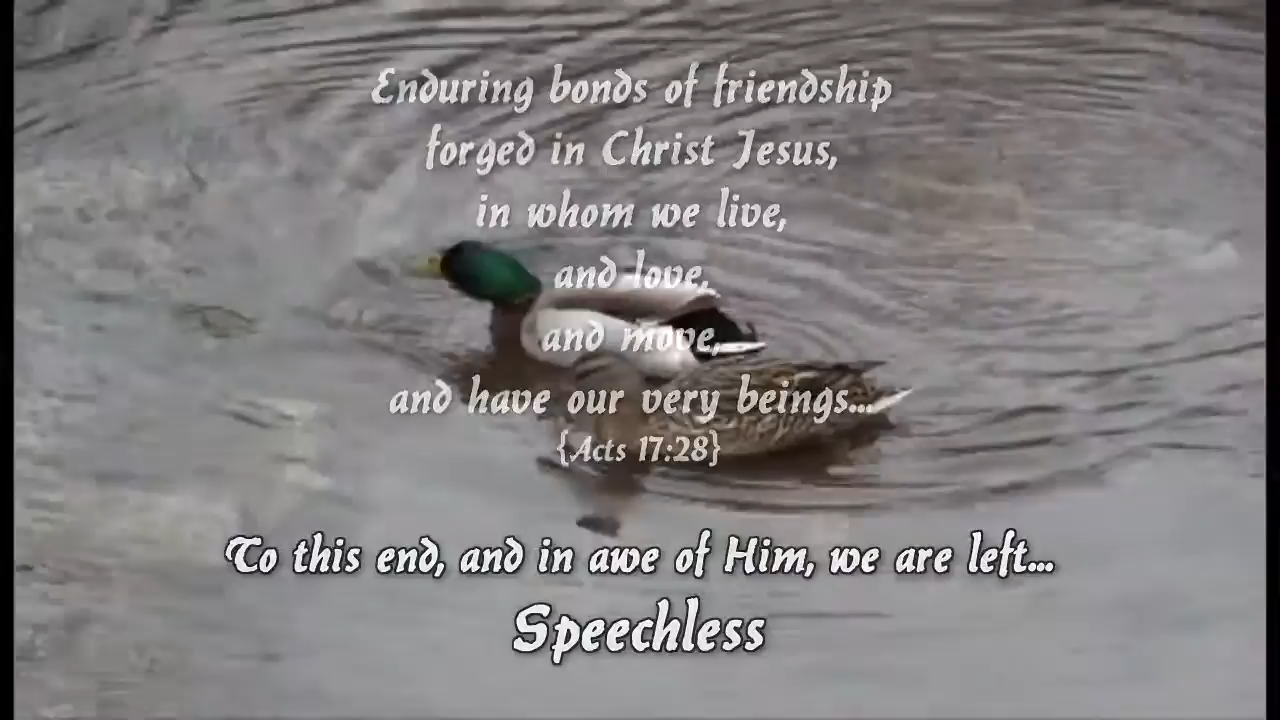 Enduring bonds of friendship
forged in Christ Jesus,
in whom we live,
and love,
and move,
and have our very beings...
{Acts 17:28}
To this end, and in awe of Him, we are left...
Speechless